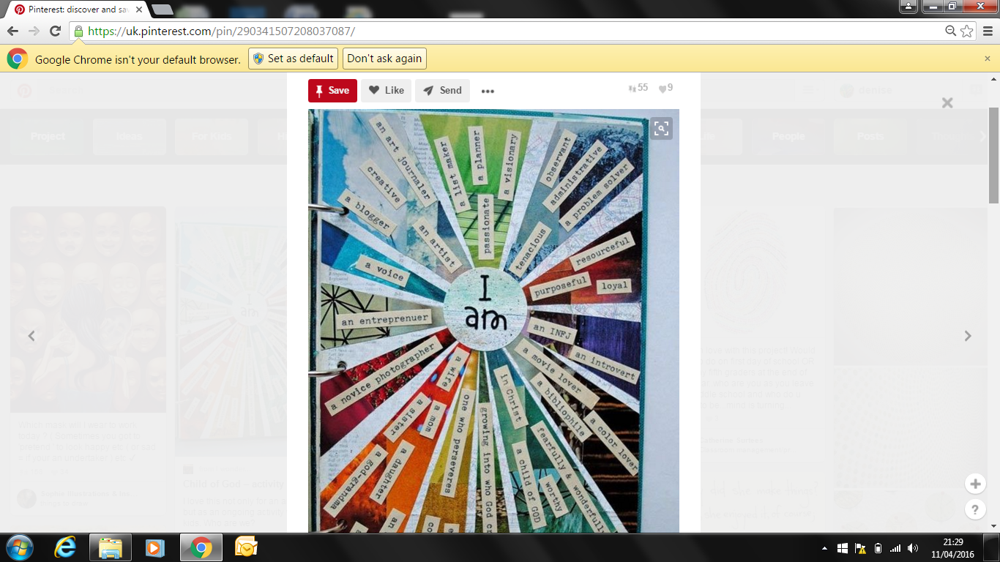 Pinterest: discover and sav
https://uk.pinterest.com/pin/290341507208037087/
Google Chrome isn't your default browser.
Set as default
Don't ask again
Save
Like
Send
55
9
denise
Project
Ideas
For Kids
People
Posts
an art journaler
creative
a blogger
an artist
a list maker
a planner
a visionary
passionate
observant
administrative
a problem solver
tenacious
resourceful
purposeful
loyal
a voice
I
am
an entreprenuer
an INFJ
an introvert
a novice photographer
a movie lover
a bibliophile
a color lover
a wife
a mom
a sister
a daughter
a god-grandma
an
one who perseveres
growing into who God cr
in Christ
a child of GOD
worthy
fearfully & wonderfully
co
Child of God – activity
21:29
11/04/2016